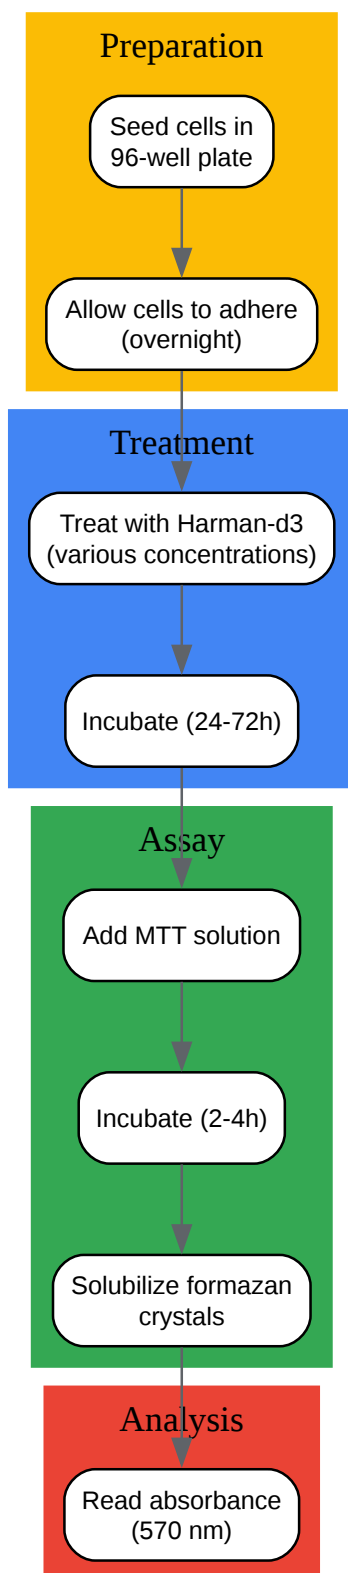 Preparation
Seed cells in
96-well plate
Allow cells to adhere
(overnight)
Treatment
Treat with Harman-d3
(various concentrations)
Incubate (24-72h)
Assay
Add MTT solution
Incubate (2-4h)
Solubilize formazan
crystals
Analysis
Read absorbance
(570 nm)